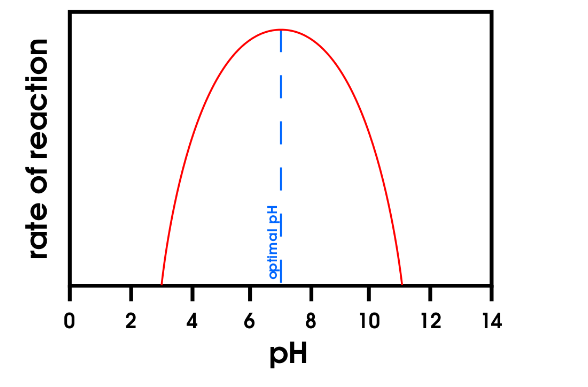 rate of reaction
optimal pH
0 2 4 6 8 10 12 14
pH